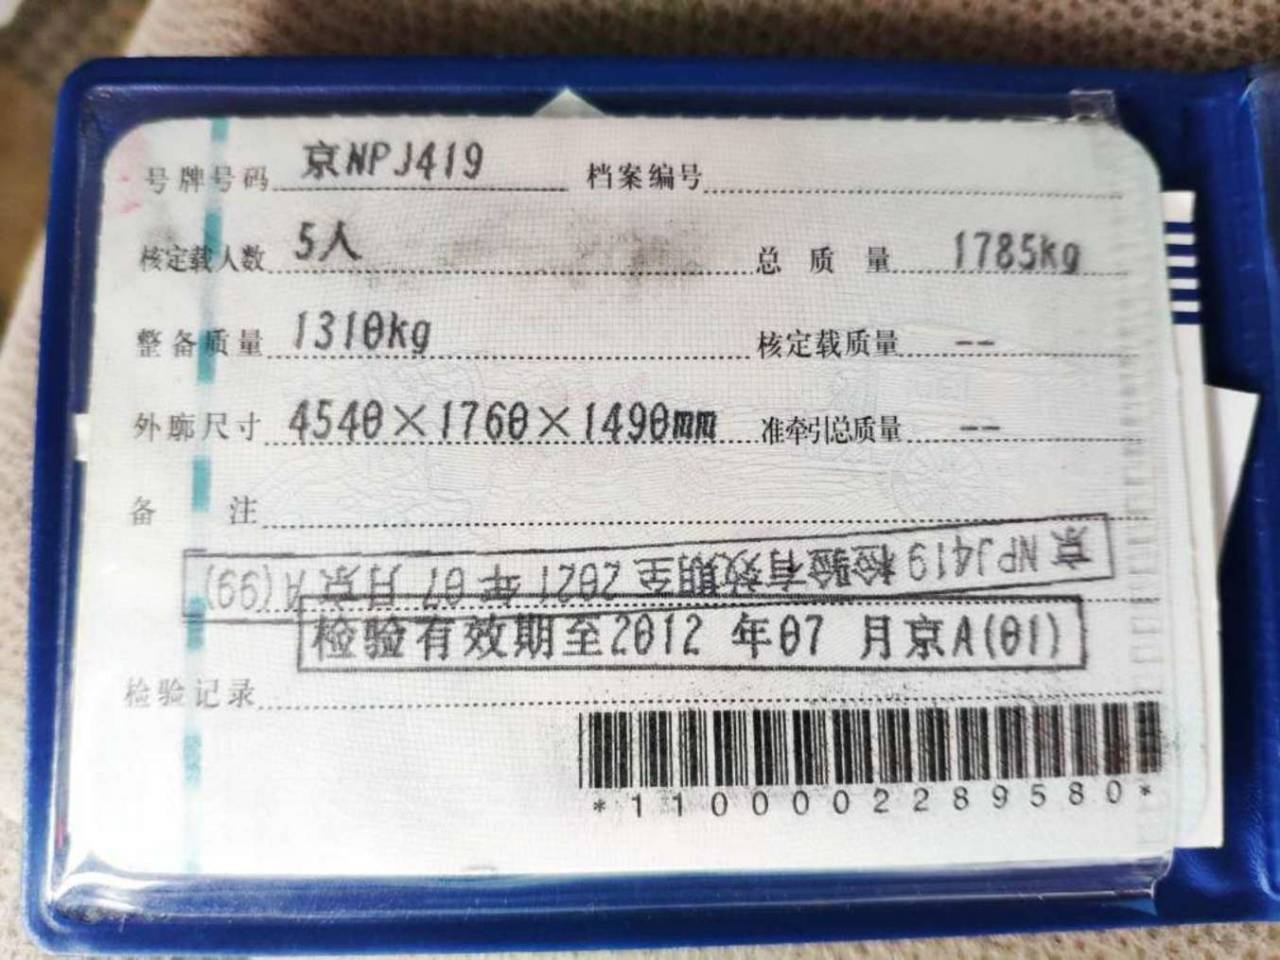 号牌号码 京NPJ419 档案编号
核定载人数 5人 总质量 1785kg
整备质量 1310kg 核定载质量 --
外廓尺寸 4540×1760×1490mm 准牵引总质量 --
备注
京NPJ419检验有效期至2021年07月京A(99)
检验有效期至2012 年07 月京A(01)
检验记录
*1100002289580*